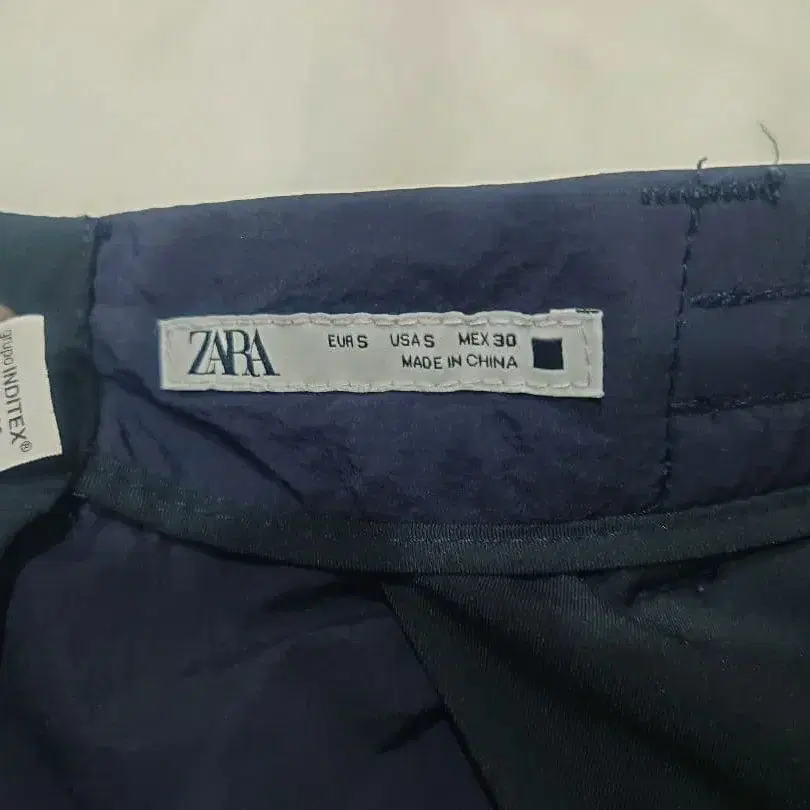 ZARA
EUR S USA S MEX 30
MADE IN CHINA
grupo INDITEX®